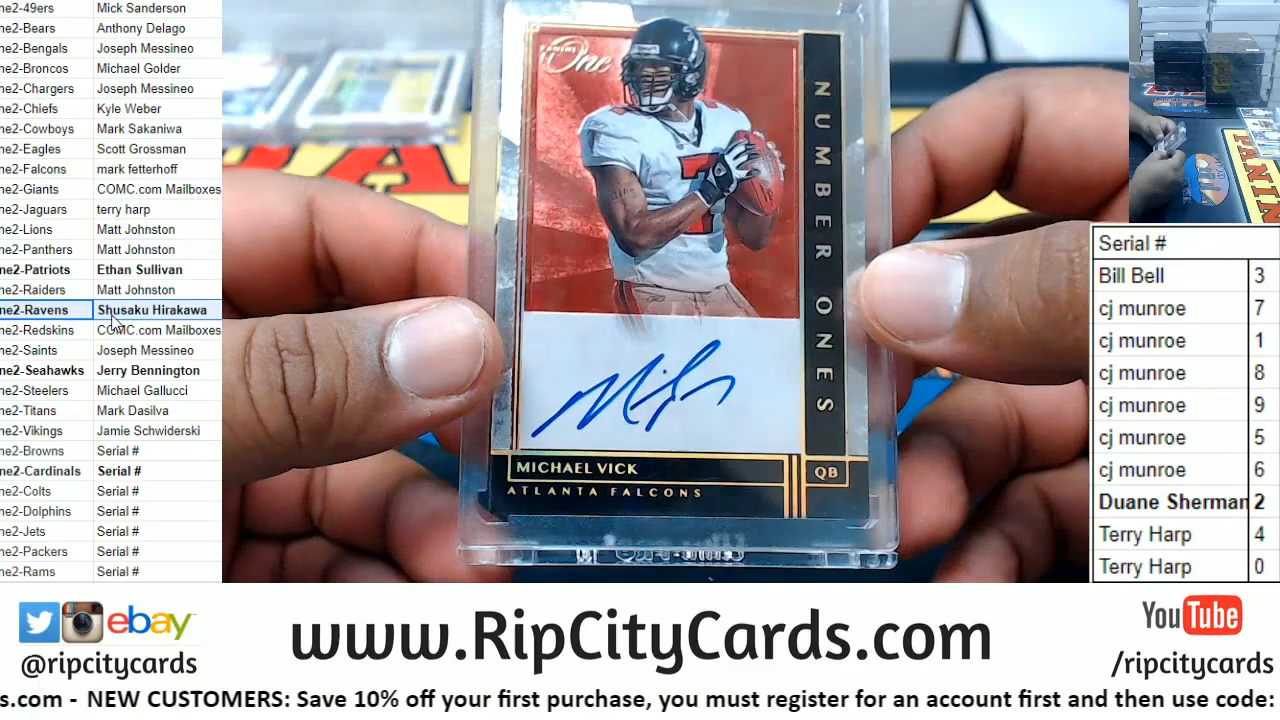 ne2-49ers Mick Sanderson
ne2-Bears Anthony Delago
ne2-Bengals Joseph Messineo
ne2-Broncos Michael Golder
ne2-Chargers Joseph Messineo
ne2-Chiefs Kyle Weber
ne2-Cowboys Mark Sakaniwa
ne2-Eagles Scott Grossman
ne2-Falcons mark fetterhoff
ne2-Giants COMC.com Mailboxes
ne2-Jaguars terry harp
ne2-Lions Matt Johnston
ne2-Panthers Matt Johnston
ne2-Patriots Ethan Sullivan
ne2-Raiders Matt Johnston
ne2-Ravens Shusaku Hirakawa
ne2-Redskins COMC.com Mailboxes
ne2-Saints Joseph Messineo
ne2-Seahawks Jerry Bennington
ne2-Steelers Michael Gallucci
ne2-Titans Mark Dasilva
ne2-Vikings Jamie Schwiderski
ne2-Browns Serial #
ne2-Cardinals Serial #
ne2-Colts Serial #
ne2-Dolphins Serial #
ne2-Jets Serial #
ne2-Packers Serial #
ne2-Rams Serial #
PANINI
One
NUMBER ONES
7
MICHAEL VICK
QB
ATLANTA FALCONS
PANINI
Serial #
Bill Bell 3
cj munroe 7
cj munroe 1
cj munroe 8
cj munroe 9
cj munroe 5
cj munroe 6
Duane Sherman 2
Terry Harp 4
Terry Harp 0
ebay
@ripcitycards
www.RipCityCards.com
YouTube
/ripcitycards
s.com - NEW CUSTOMERS: Save 10% off your first purchase, you must register for an account first and then use code: